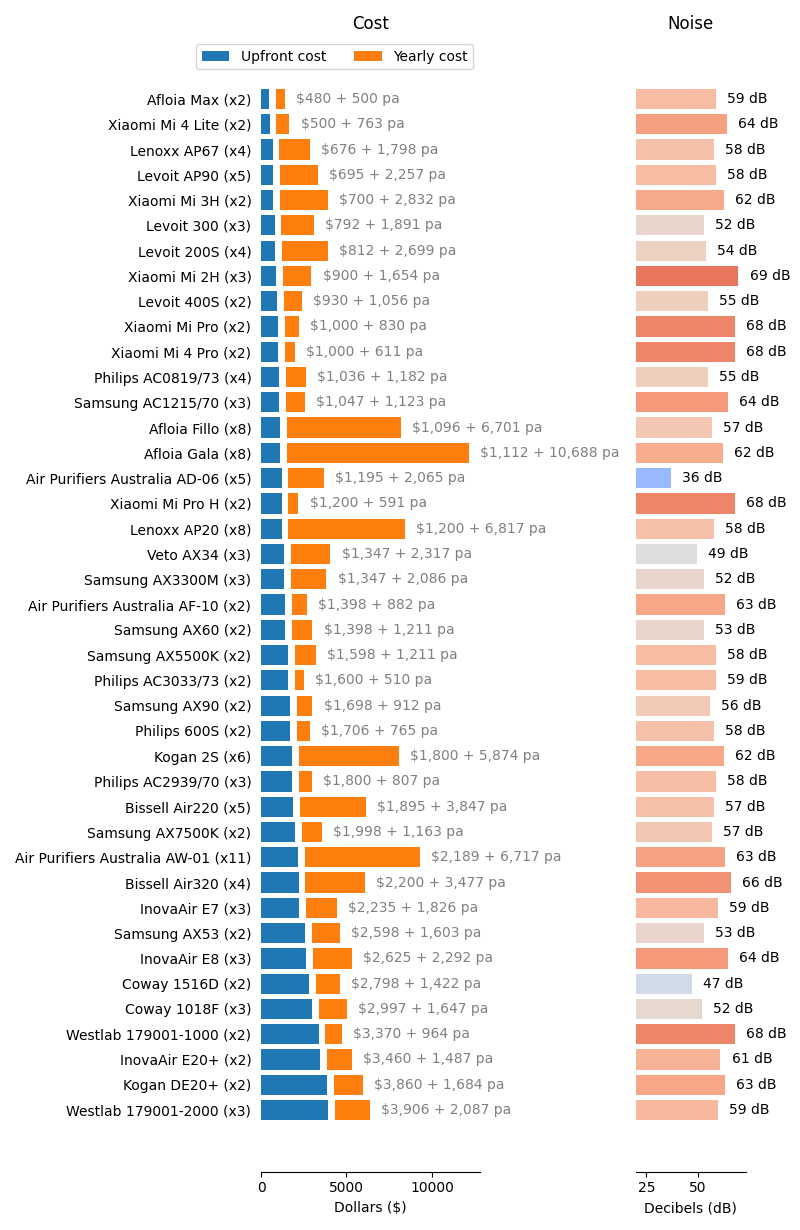 Cost Noise
Upfront cost Yearly cost
Afloia Max (x2) $480 + 500 pa 59 dB
Xiaomi Mi 4 Lite (x2) $500 + 763 pa 64 dB
Lenoxx AP67 (x4) $676 + 1,798 pa 58 dB
Levoit AP90 (x5) $695 + 2,257 pa 58 dB
Xiaomi Mi 3H (x2) $700 + 2,832 pa 62 dB
Levoit 300 (x3) $792 + 1,891 pa 52 dB
Levoit 200S (x4) $812 + 2,699 pa 54 dB
Xiaomi Mi 2H (x3) $900 + 1,654 pa 69 dB
Levoit 400S (x2) $930 + 1,056 pa 55 dB
Xiaomi Mi Pro (x2) $1,000 + 830 pa 68 dB
Xiaomi Mi 4 Pro (x2) $1,000 + 611 pa 68 dB
Philips AC0819/73 (x4) $1,036 + 1,182 pa 55 dB
Samsung AC1215/70 (x3) $1,047 + 1,123 pa 64 dB
Afloia Fillo (x8) $1,096 + 6,701 pa 57 dB
Afloia Gala (x8) $1,112 + 10,688 pa 62 dB
Air Purifiers Australia AD-06 (x5) $1,195 + 2,065 pa 36 dB
Xiaomi Mi Pro H (x2) $1,200 + 591 pa 68 dB
Lenoxx AP20 (x8) $1,200 + 6,817 pa 58 dB
Veto AX34 (x3) $1,347 + 2,317 pa 49 dB
Samsung AX3300M (x3) $1,347 + 2,086 pa 52 dB
Air Purifiers Australia AF-10 (x2) $1,398 + 882 pa 63 dB
Samsung AX60 (x2) $1,398 + 1,211 pa 53 dB
Samsung AX5500K (x2) $1,598 + 1,211 pa 58 dB
Philips AC3033/73 (x2) $1,600 + 510 pa 59 dB
Samsung AX90 (x2) $1,698 + 912 pa 56 dB
Philips 600S (x2) $1,706 + 765 pa 58 dB
Kogan 2S (x6) $1,800 + 5,874 pa 62 dB
Philips AC2939/70 (x3) $1,800 + 807 pa 58 dB
Bissell Air220 (x5) $1,895 + 3,847 pa 57 dB
Samsung AX7500K (x2) $1,998 + 1,163 pa 57 dB
Air Purifiers Australia AW-01 (x11) $2,189 + 6,717 pa 63 dB
Bissell Air320 (x4) $2,200 + 3,477 pa 66 dB
InovaAir E7 (x3) $2,235 + 1,826 pa 59 dB
Samsung AX53 (x2) $2,598 + 1,603 pa 53 dB
InovaAir E8 (x3) $2,625 + 2,292 pa 64 dB
Coway 1516D (x2) $2,798 + 1,422 pa 47 dB
Coway 1018F (x3) $2,997 + 1,647 pa 52 dB
Westlab 179001-1000 (x2) $3,370 + 964 pa 68 dB
InovaAir E20+ (x2) $3,460 + 1,487 pa 61 dB
Kogan DE20+ (x2) $3,860 + 1,684 pa 63 dB
Westlab 179001-2000 (x3) $3,906 + 2,087 pa 59 dB
0 5000 10000 25 50
Dollars ($) Decibels (dB)